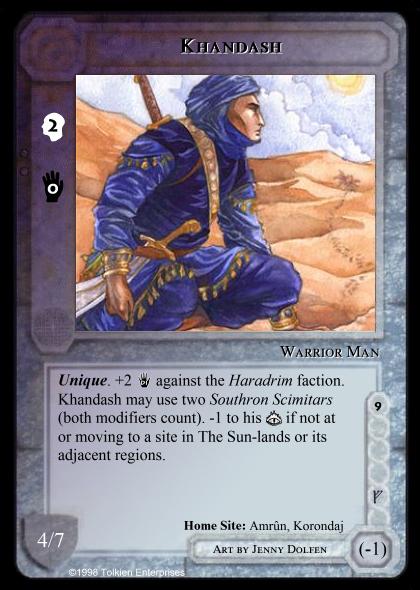 Khandash
2
0
Warrior Man
Unique. +2 against the Haradrim faction.
Khandash may use two Southron Scimitars
(both modifiers count). -1 to his if not at
or moving to a site in The Sun-lands or its
adjacent regions.
9
Home Site: Amrûn, Korondaj
4/7
Art by Jenny Dolfen
(-1)
©1998 Tolkien Enterprises